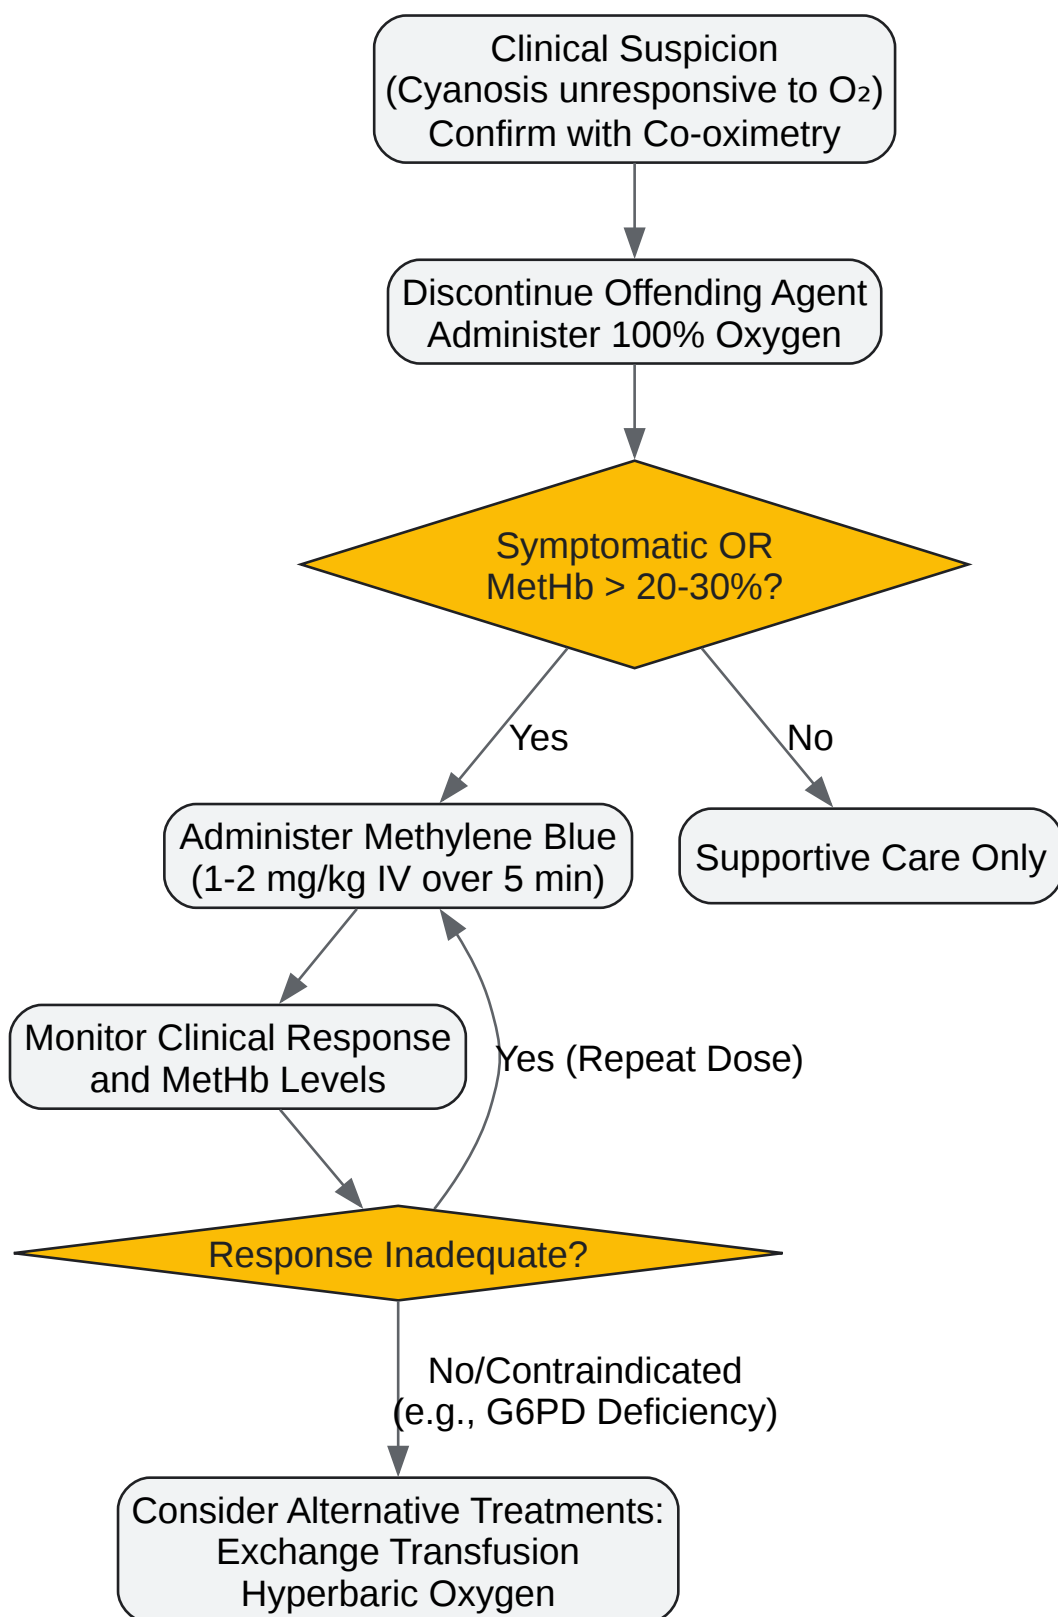 Clinical Suspicion
(Cyanosis unresponsive to O₂)
Confirm with Co-oximetry
Discontinue Offending Agent
Administer 100% Oxygen
Symptomatic OR
MetHb > 20-30%?
Yes
No
Administer Methylene Blue
(1-2 mg/kg IV over 5 min)
Supportive Care Only
Monitor Clinical Response
and MetHb Levels
Yes (Repeat Dose)
Response Inadequate?
No/Contraindicated
(e.g., G6PD Deficiency)
Consider Alternative Treatments:
Exchange Transfusion
Hyperbaric Oxygen